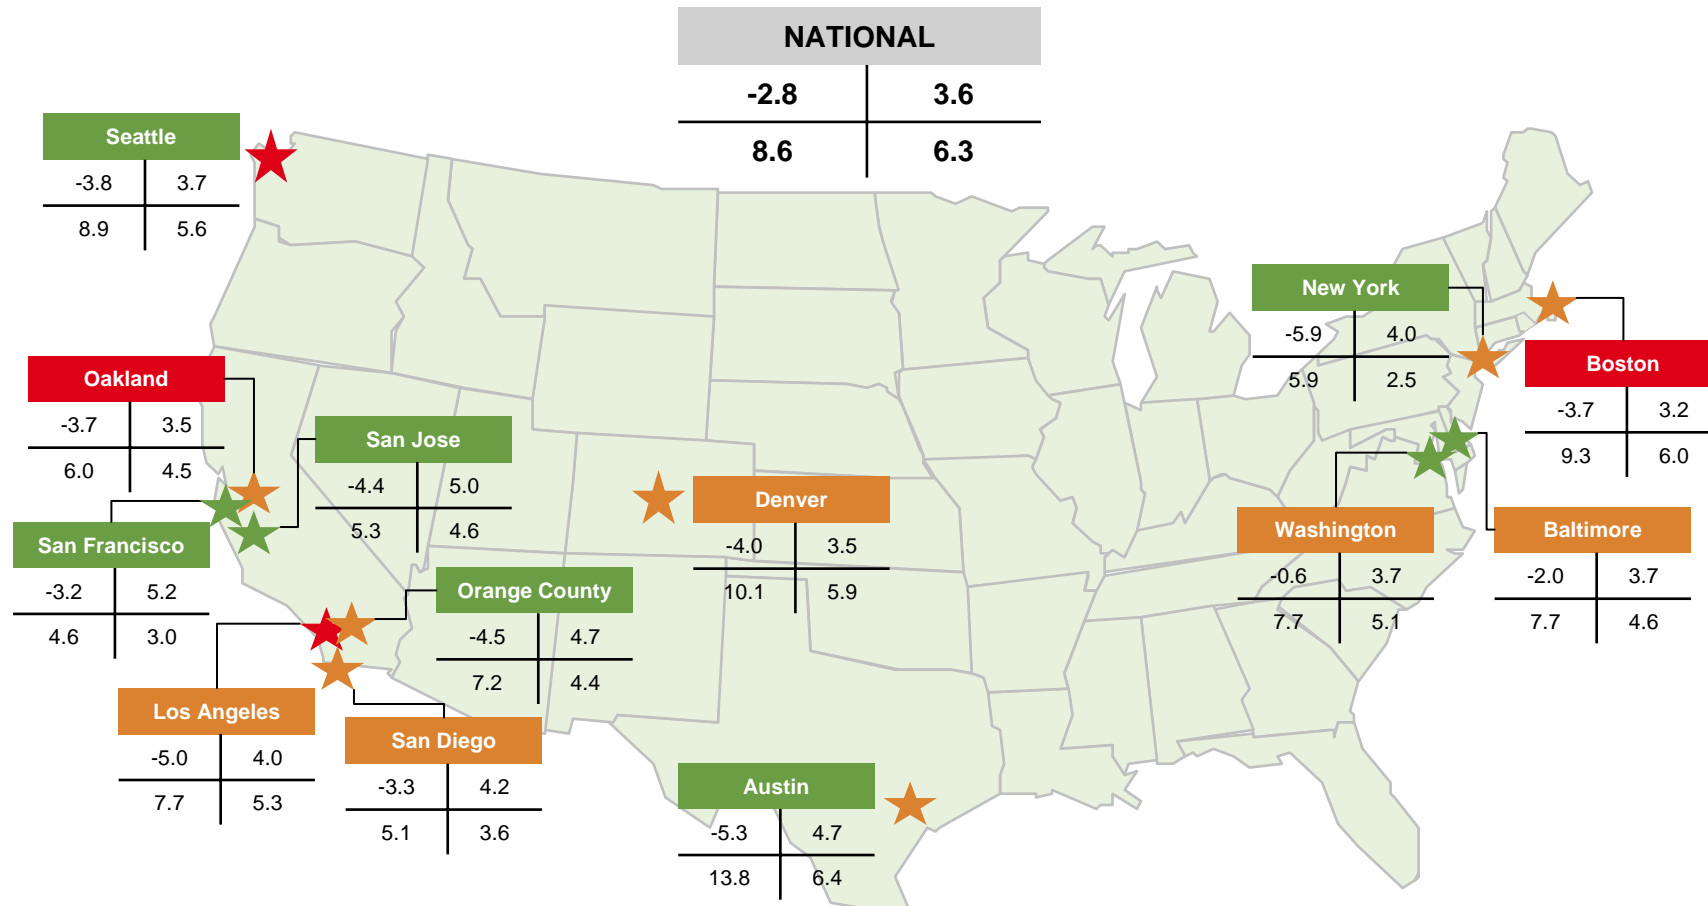 NATIONAL
-2.8 3.6
8.6 6.3
Seattle
-3.8 3.7
8.9 5.6
New York
-5.9 4.0
5.9 2.5
Boston
-3.7 3.2
9.3 6.0
Oakland
-3.7 3.5
6.0 4.5
San Jose
-4.4 5.0
5.3 4.6
Denver
-4.0 3.5
10.1 5.9
Washington
-0.6 3.7
7.7 5.1
Baltimore
-2.0 3.7
7.7 4.6
San Francisco
-3.2 5.2
4.6 3.0
Orange County
-4.5 4.7
7.2 4.4
Los Angeles
-5.0 4.0
7.7 5.3
San Diego
-3.3 4.2
5.1 3.6
Austin
-5.3 4.7
13.8 6.4